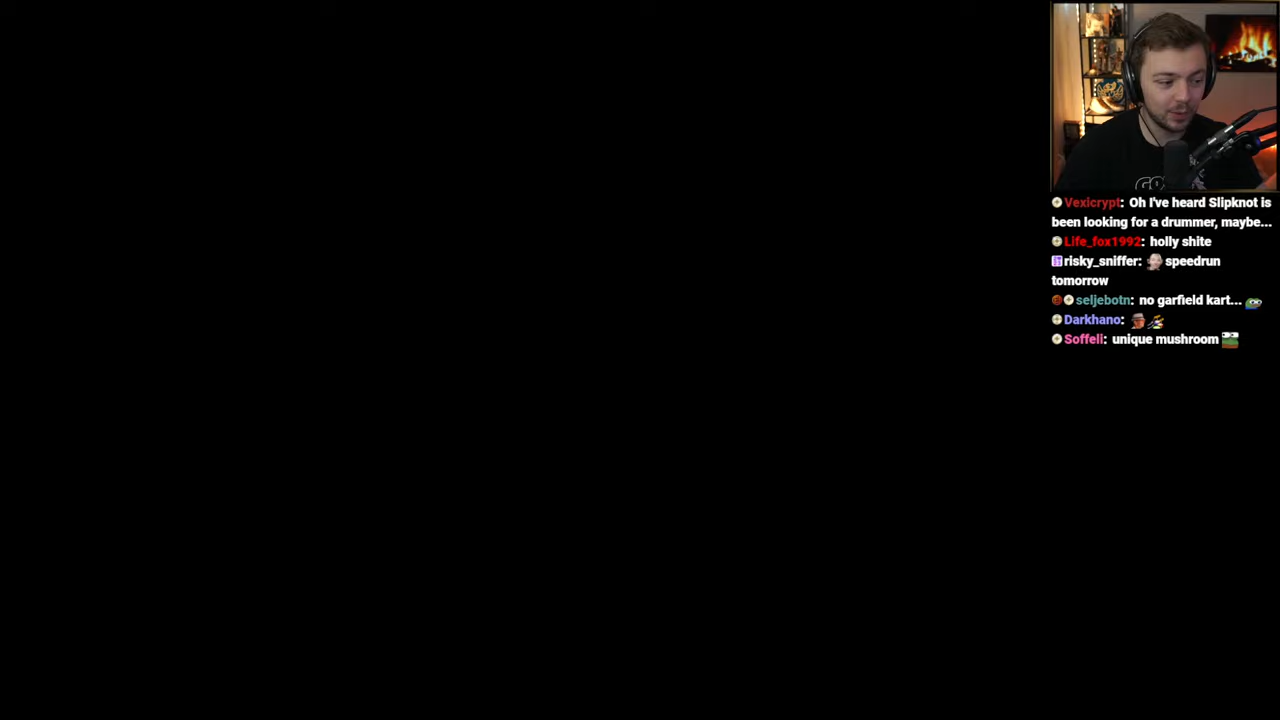 Vexicrypt: Oh I've heard Slipknot is
been looking for a drummer, maybe...
Life_fox1992: holly shite
risky_sniffer: speedrun
tomorrow
seljebotn: no garfield kart...
Darkhano:
Soffeli: unique mushroom